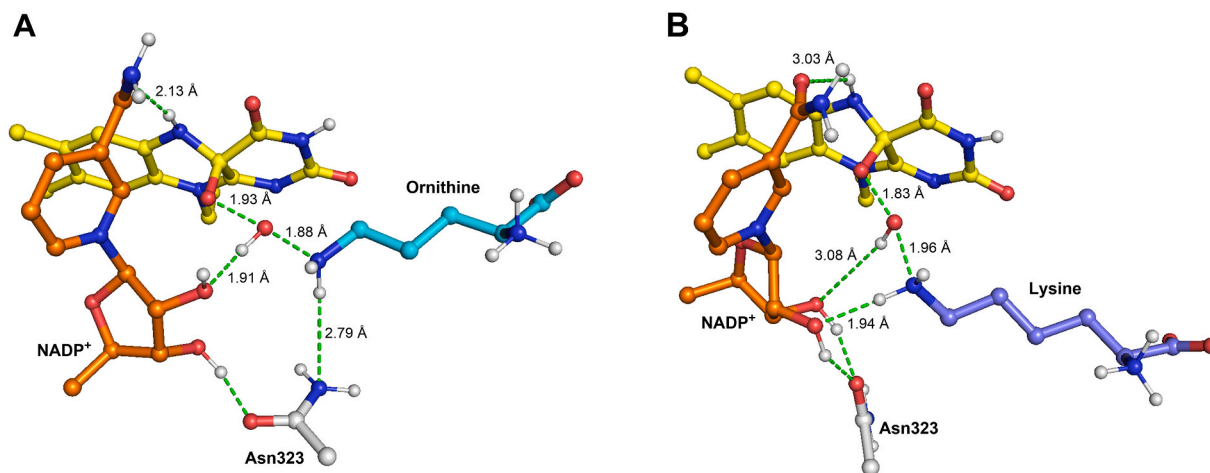 A
2.13 Å
Ornithine
1.93 Å
1.88 Å
1.91 Å
2.79 Å
NADP+
Asn323
B
3.03 Å
1.83 Å
3.08 Å
1.96 Å
Lysine
NADP+
1.94 Å
Asn323